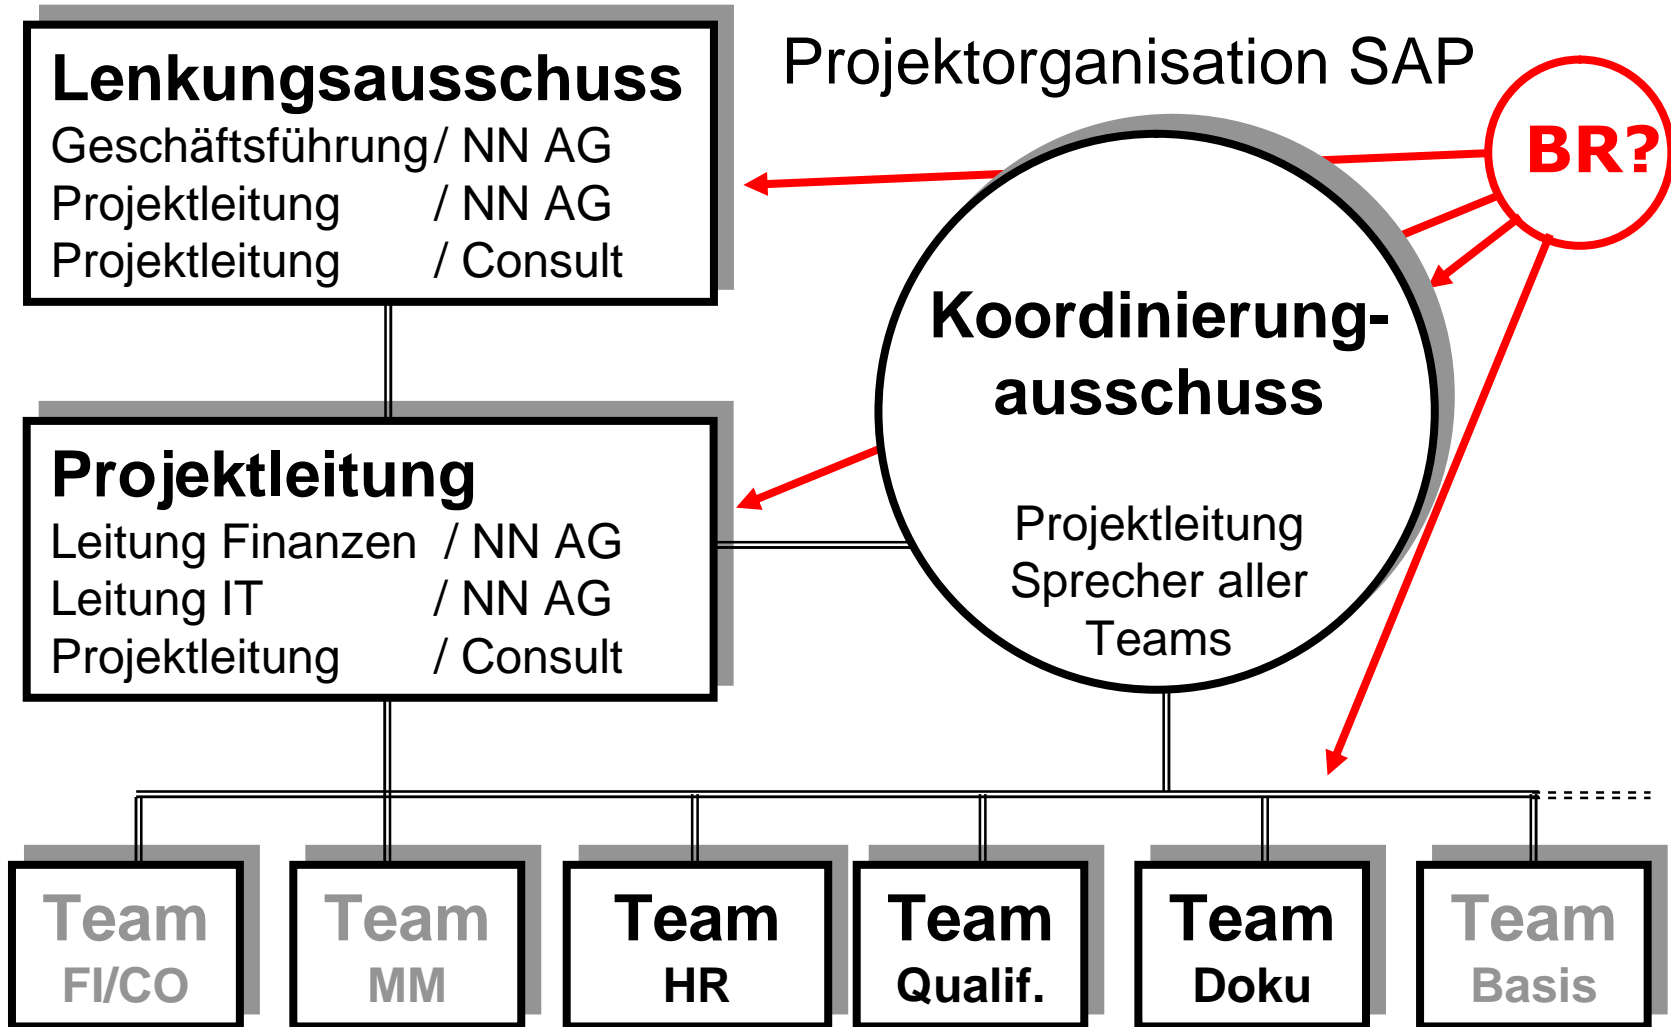 Projektorganisation SAP
BR?
Lenkungsausschuss
Geschäftsführung / NN AG
Projektleitung / NN AG
Projektleitung / Consult
Koordinierung-
ausschuss
Projektleitung
Sprecher aller
Teams
Projektleitung
Leitung Finanzen / NN AG
Leitung IT / NN AG
Projektleitung / Consult
Team
FI/CO
Team
MM
Team
HR
Team
Qualif.
Team
Doku
Team
Basis